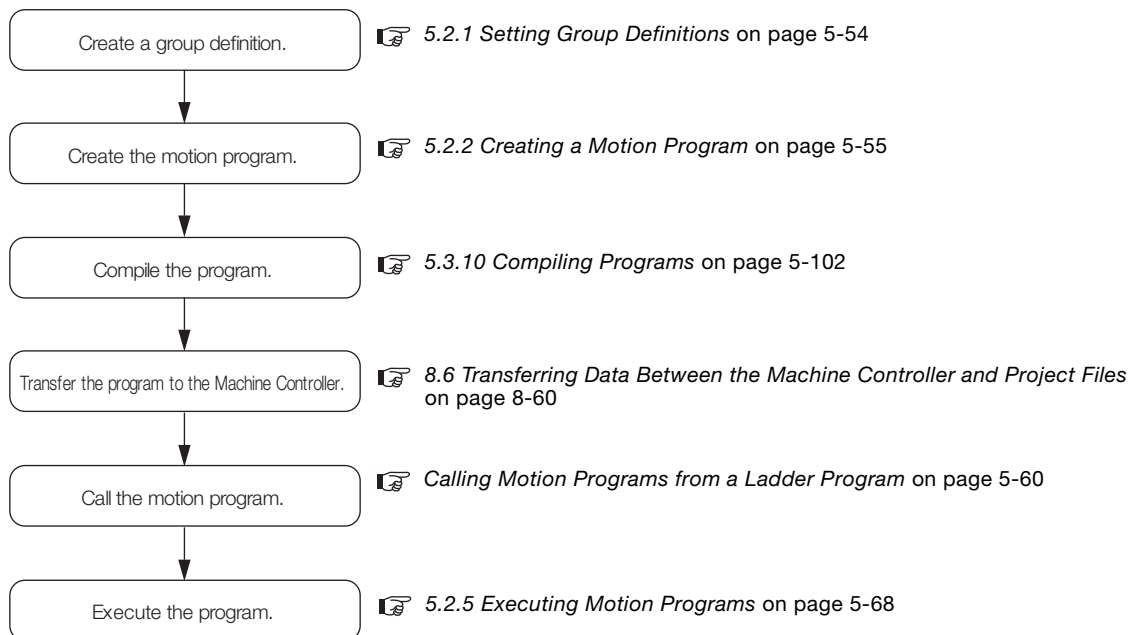 Create a group definition.
5.2.1 Setting Group Definitions on page 5-54
Create the motion program.
5.2.2 Creating a Motion Program on page 5-55
Compile the program.
5.3.10 Compiling Programs on page 5-102
Transfer the program to the Machine Controller.
8.6 Transferring Data Between the Machine Controller and Project Files
on page 8-60
Call the motion program.
Calling Motion Programs from a Ladder Program on page 5-60
Execute the program.
5.2.5 Executing Motion Programs on page 5-68